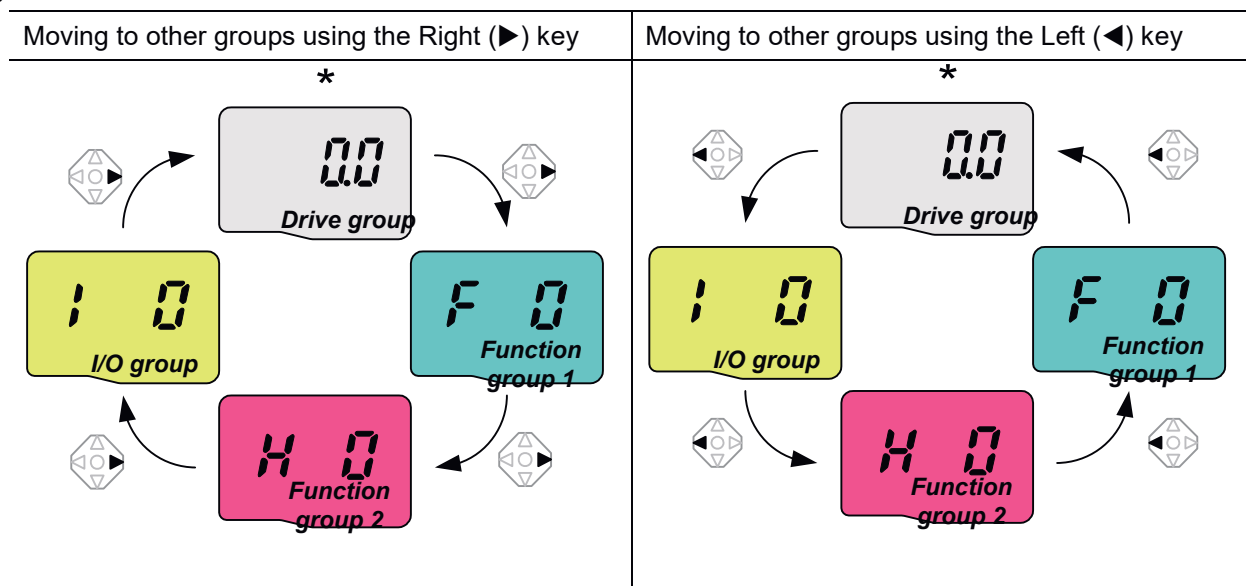 Moving to other groups using the Right (▶) key
*
0.0
Drive group
I 0
I/O group
F 0
Function
group 1
H 0
Function
group 2
Moving to other groups using the Left (◀) key
*
0.0
Drive group
I 0
I/O group
F 0
Function
group 1
H 0
Function
group 2